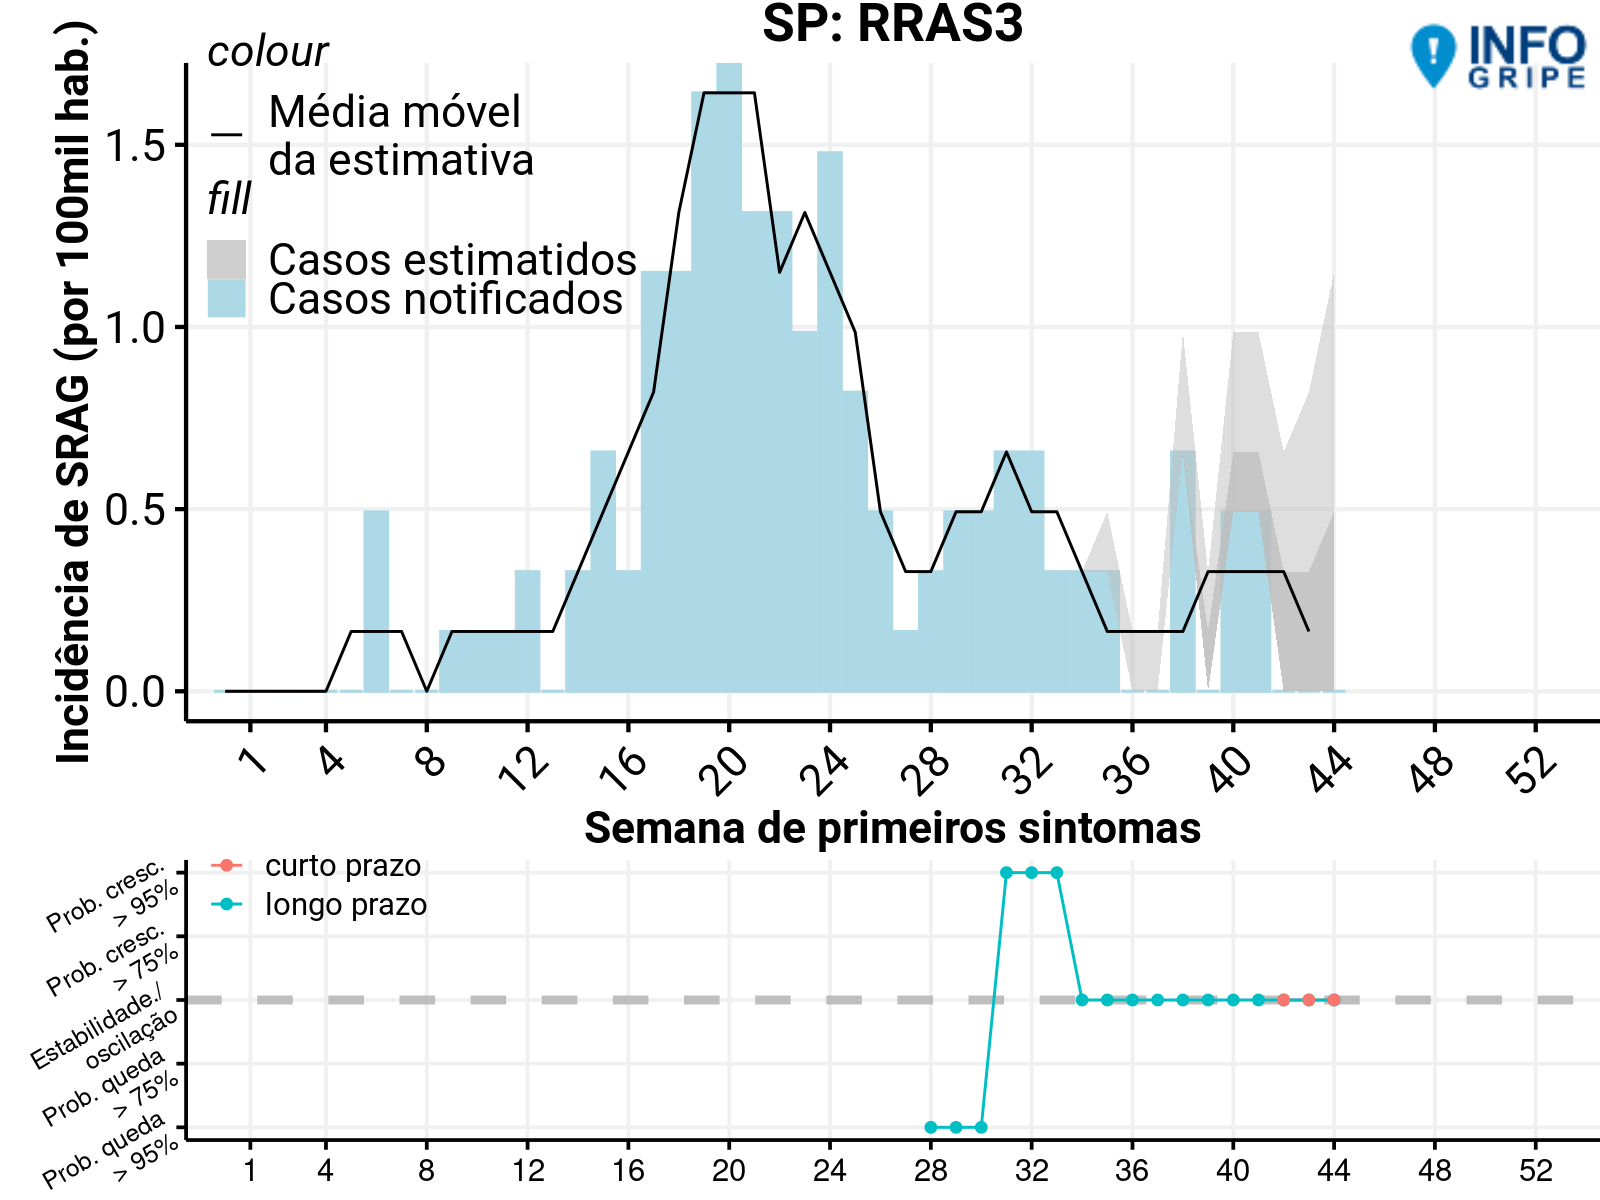 SP: RRAS3
INFO
GRIPE
Incidência de SRAG (por 100mil hab.)
colour
Média móvel
da estimativa
fill
Casos estimatidos
Casos notificados
1.5
1.0
0.5
0.0
1 4 8 12 16 20 24 28 32 36 40 44 48 52
Semana de primeiros sintomas
curto prazo
longo prazo
Prob. cresc.
> 95%
Prob. cresc.
> 75%
Estabilidade./
oscilação
Prob. queda
> 75%
Prob. queda
> 95%
1 4 8 12 16 20 24 28 32 36 40 44 48 52